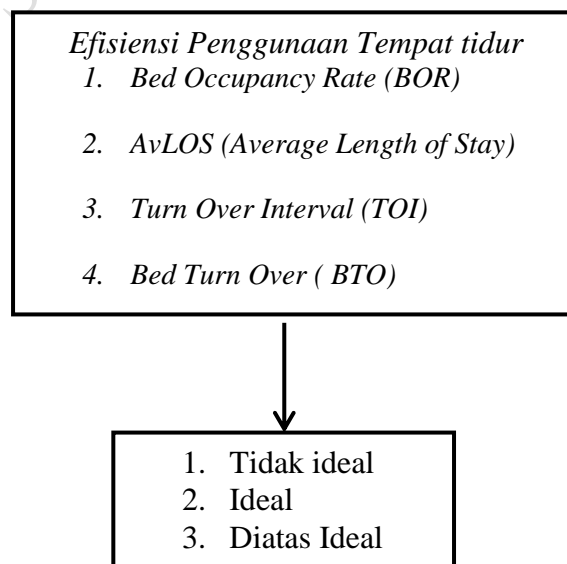 Efisiensi Penggunaan Tempat tidur
1. Bed Occupancy Rate (BOR)
2. AvLOS (Average Length of Stay)
3. Turn Over Interval (TOI)
4. Bed Turn Over ( BTO)
1. Tidak ideal
2. Ideal
3. Diatas Ideal